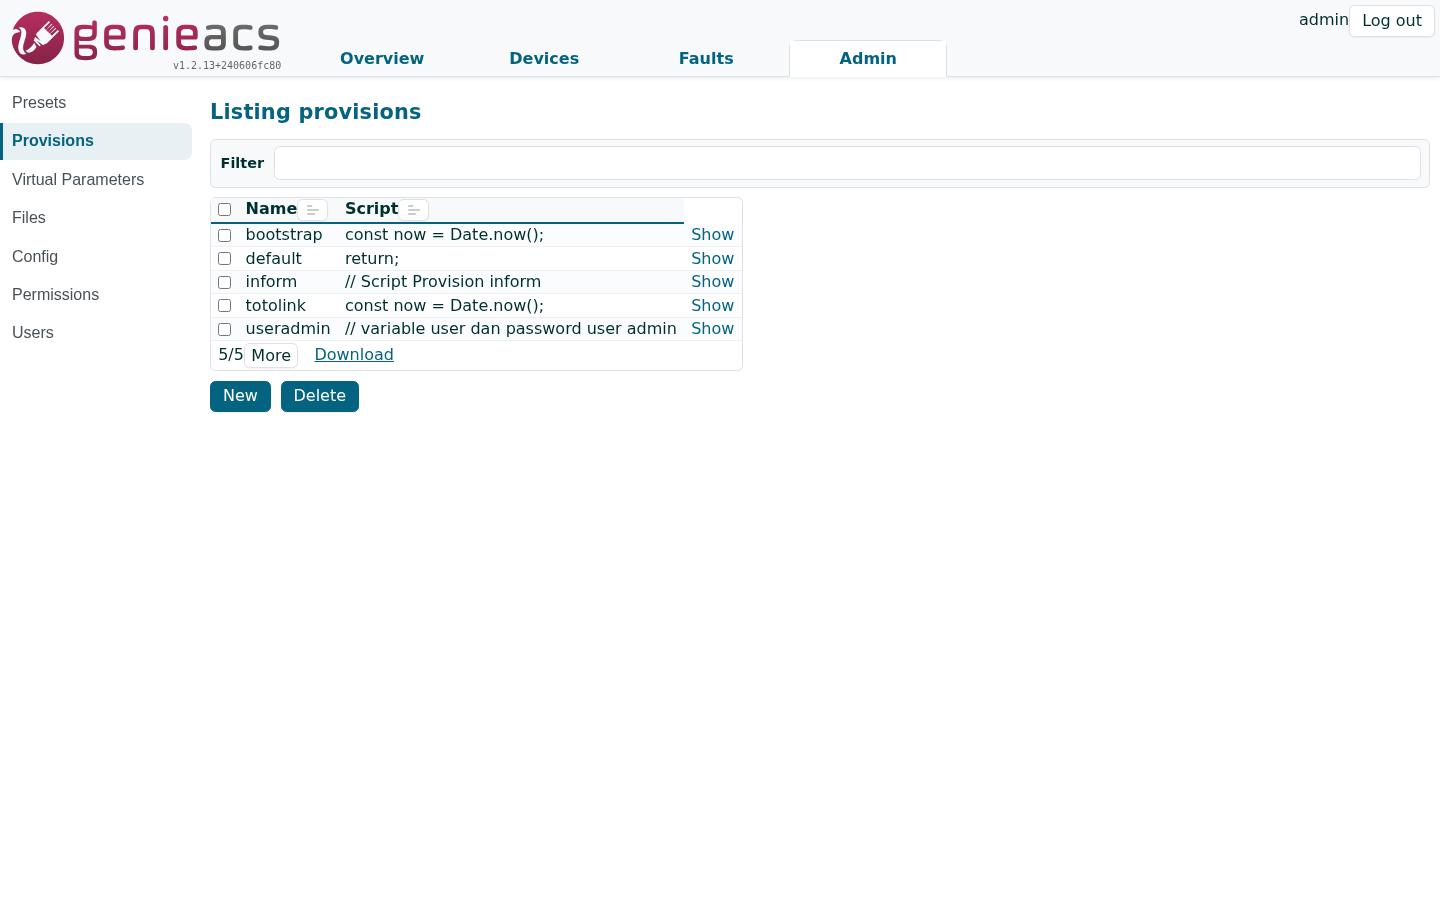 admin Log out
genieacs
v1.2.13+240606fc80
Overview Devices Faults Admin
Presets
Provisions
Virtual Parameters
Files
Config
Permissions
Users
Listing provisions
Filter
Name Script
bootstrap const now = Date.now(); Show
default return; Show
inform // Script Provision inform Show
totolink const now = Date.now(); Show
useradmin // variable user dan password user admin Show
5/5 More Download
New Delete